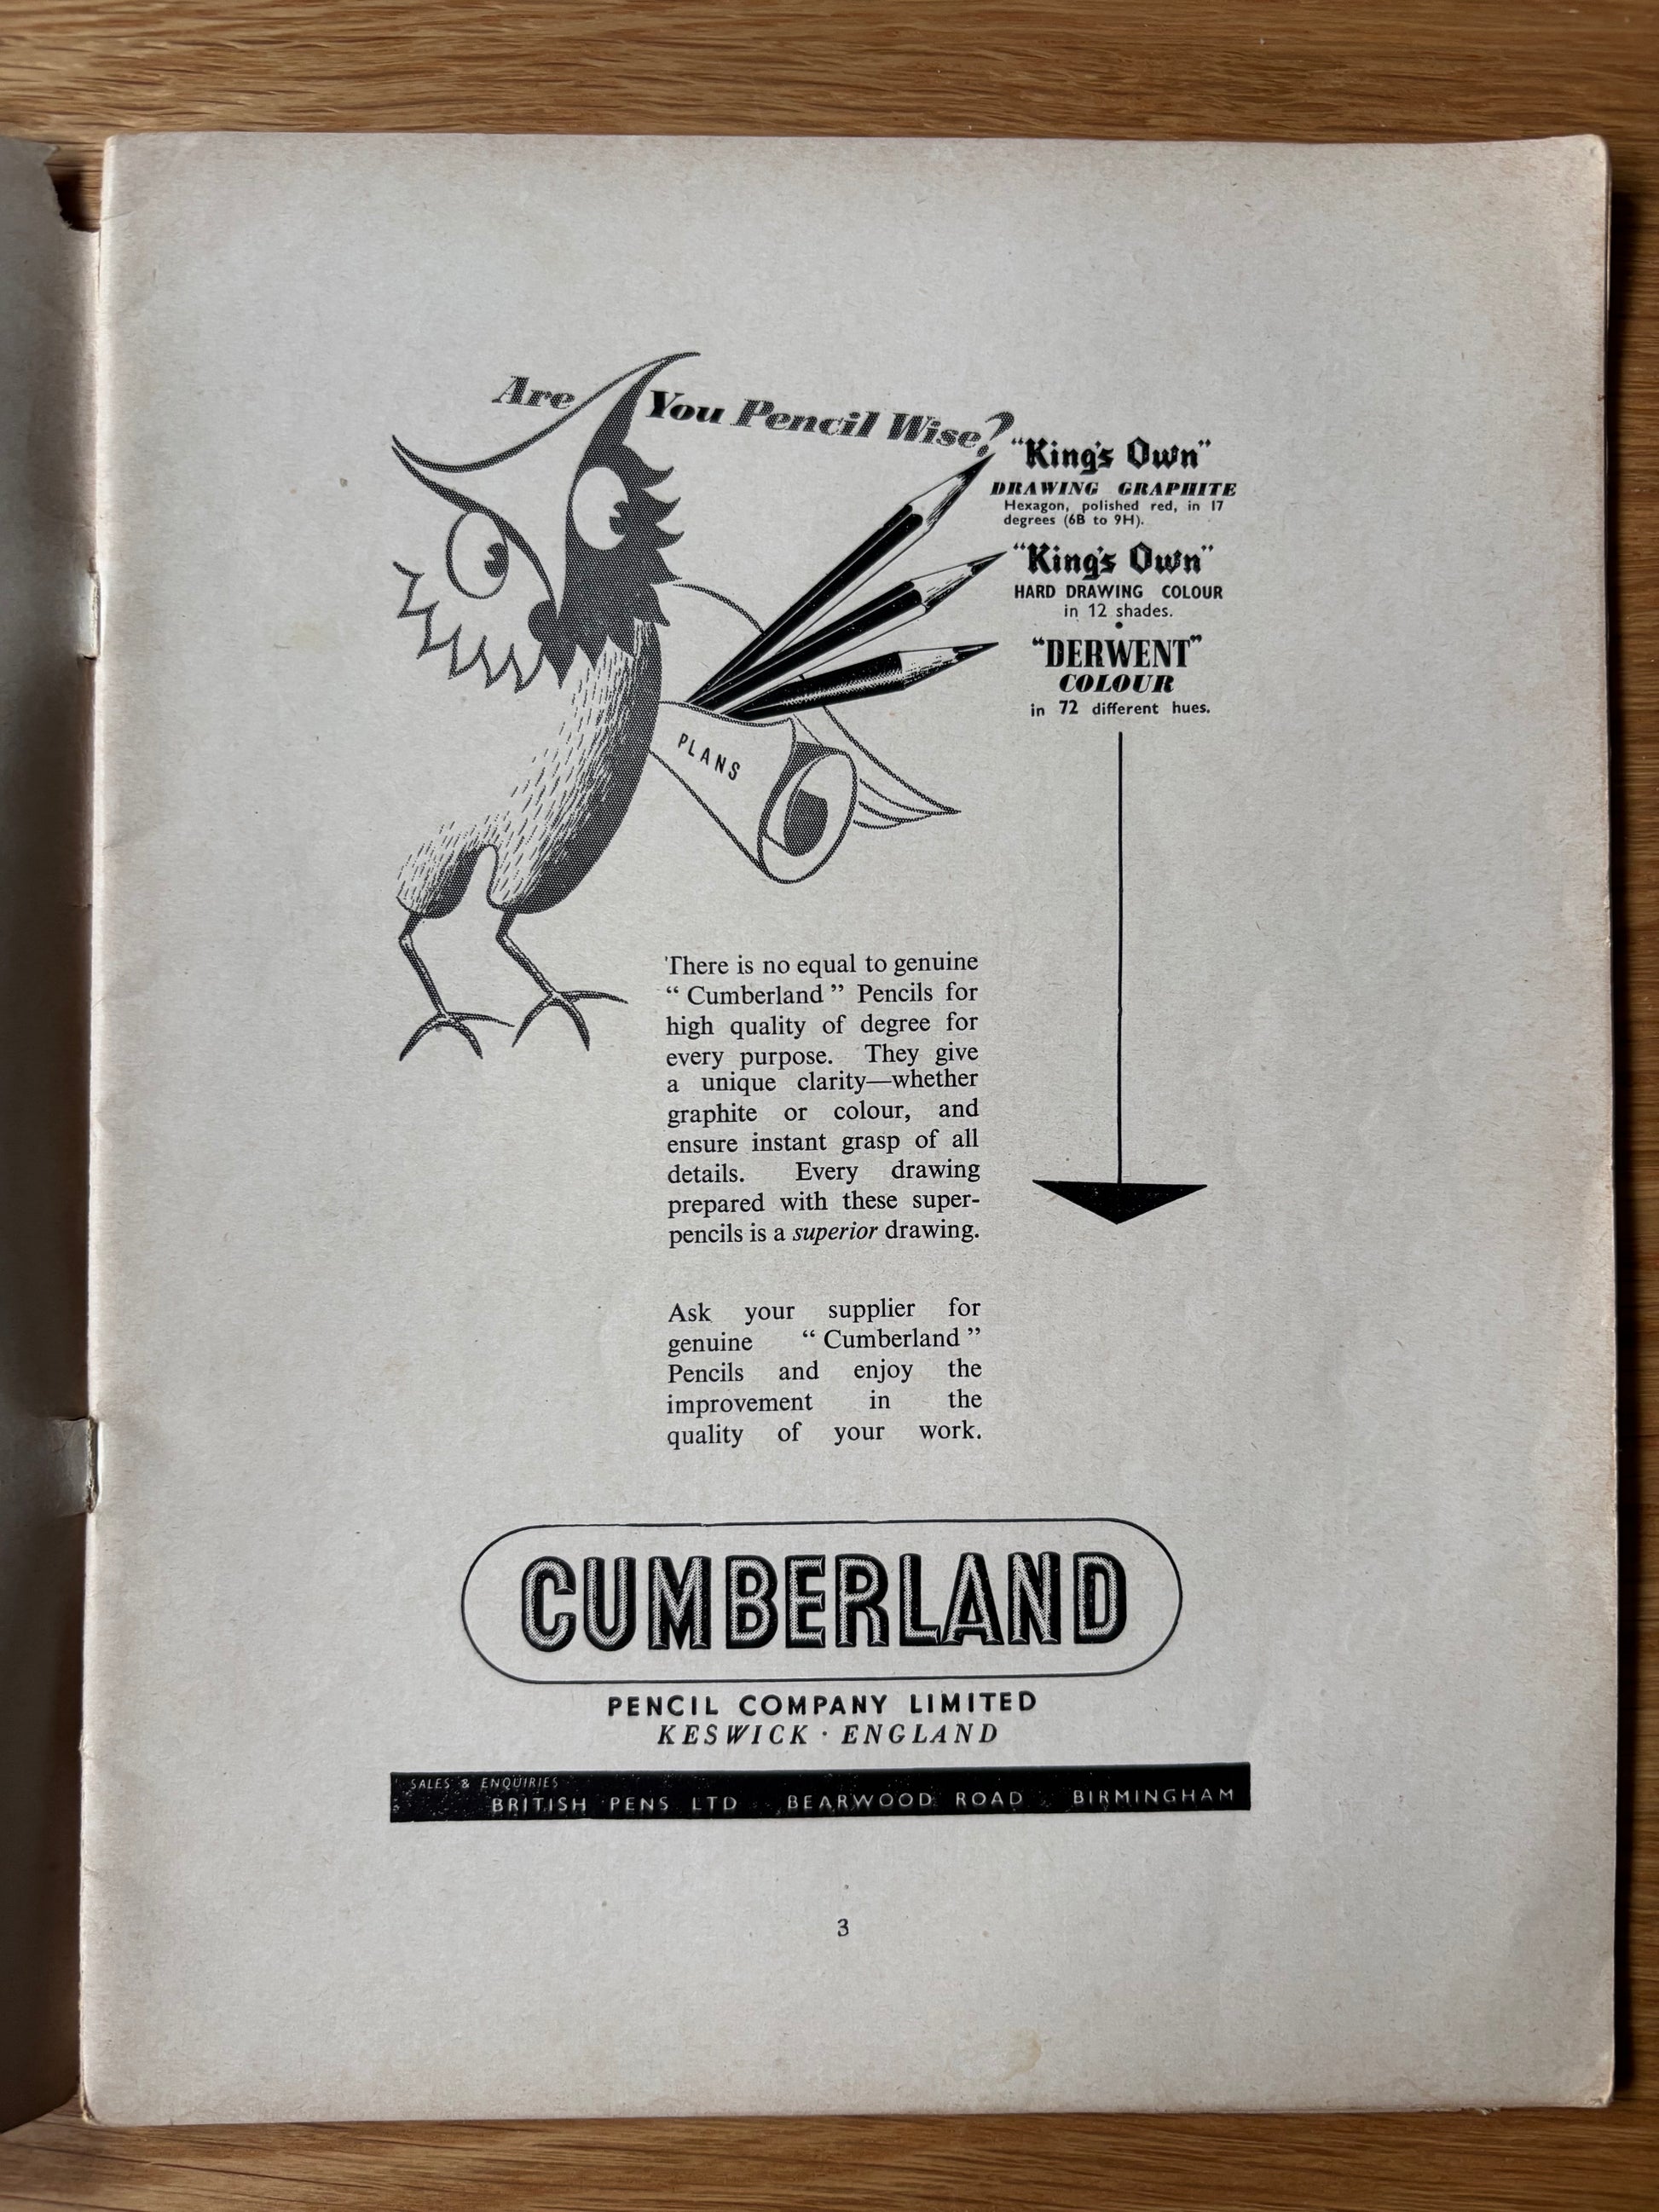 Are You Pencil Wise?
"King's Own"
DRAWING GRAPHITE
Hexagon, polished red, in 17
degrees (6B to 9H).
"King's Own"
HARD DRAWING COLOUR
in 12 shades.
"DERWENT"
COLOUR
in 72 different hues.
PLANS
There is no equal to genuine
“ Cumberland ” Pencils for
high quality of degree for
every purpose. They give
a unique clarity—whether
graphite or colour, and
ensure instant grasp of all
details. Every drawing
prepared with these super-
pencils is a superior drawing.
Ask your supplier for
genuine “ Cumberland ”
Pencils and enjoy the
improvement in the
quality of your work.
CUMBERLAND
PENCIL COMPANY LIMITED
KESWICK · ENGLAND
SALES & ENQUIRIES
BRITISH PENS LTD · BEARWOOD ROAD · BIRMINGHAM
3